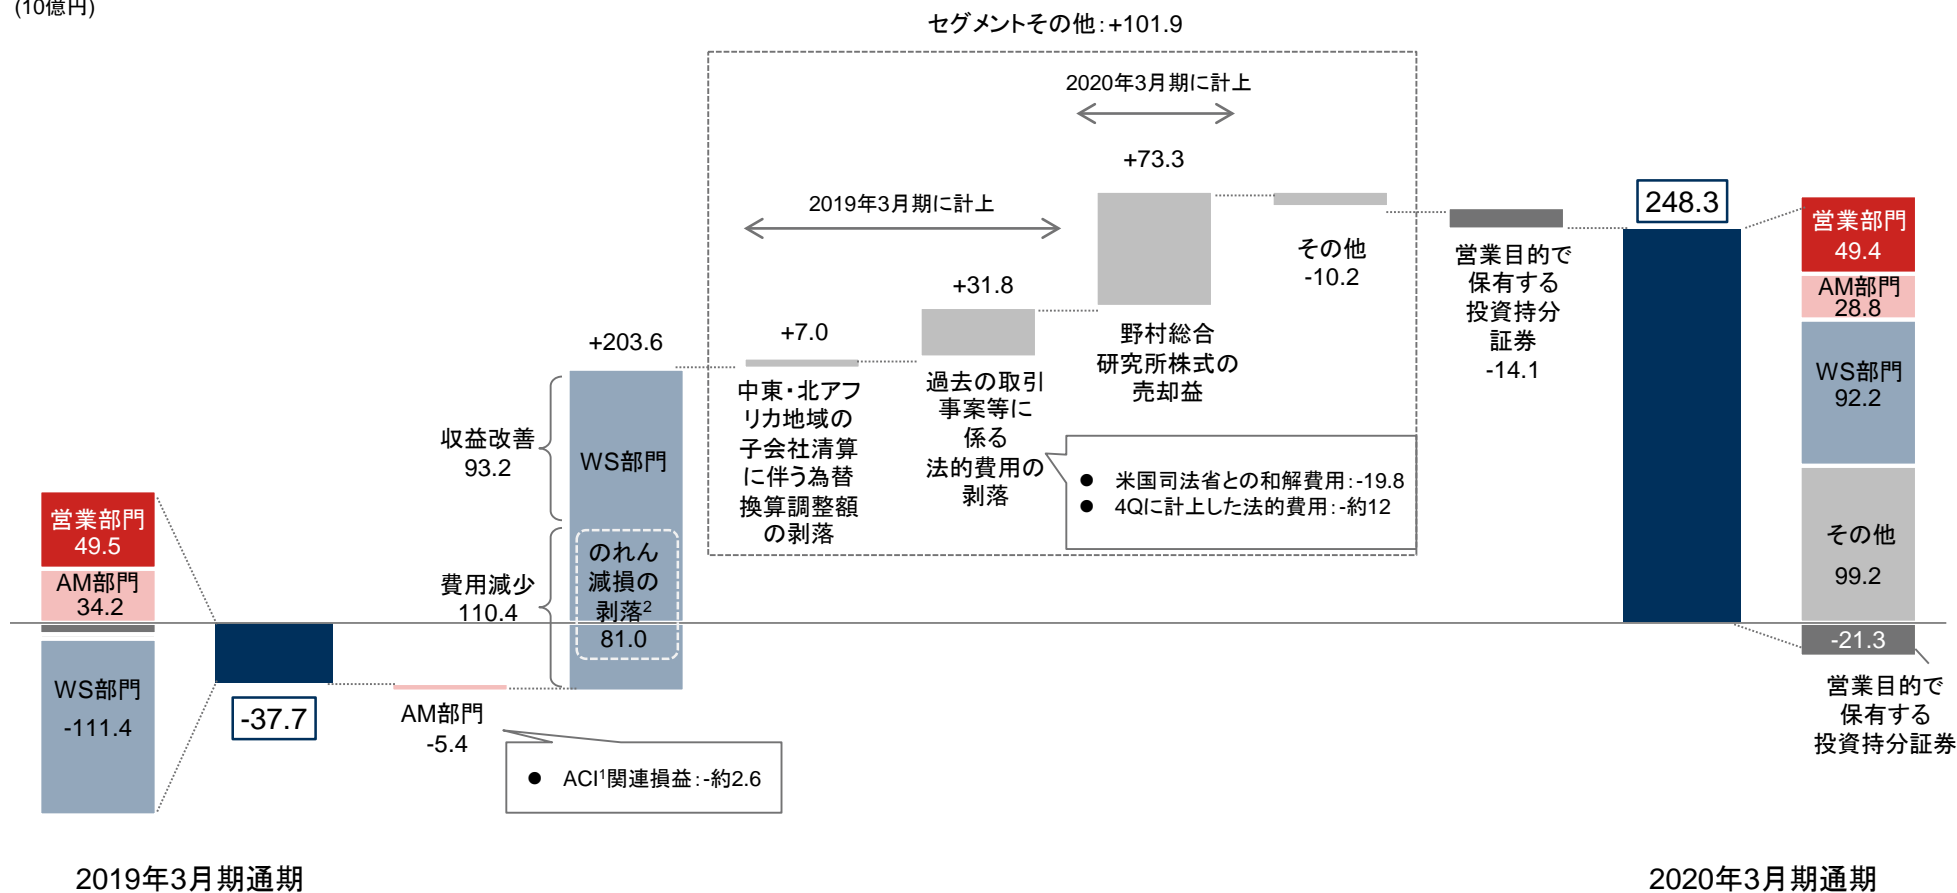 (10億円)
セグメントその他：+101.9
2020年3月期に計上
2019年3月期に計上
営業部門
49.5
AM部門
34.2
WS部門
-111.4
-37.7
AM部門
-5.4
● ACI¹関連損益：-約2.6
収益改善
93.2
費用減少
110.4
+203.6
WS部門
のれん
減損の
剥落²
81.0
+7.0
中東・北アフ
リカ地域の
子会社清算
に伴う為替
換算調整額
の剥落
+31.8
過去の取引
事案等に
係る
法的費用の
剥落
● 米国司法省との和解費用：-19.8
● 4Qに計上した法的費用：-約12
+73.3
野村総合
研究所株式の
売却益
その他
-10.2
営業目的で
保有する
投資持分
証券
-14.1
248.3
営業部門
49.4
AM部門
28.8
WS部門
92.2
その他
99.2
-21.3
営業目的で
保有する
投資持分証券
2019年3月期通期
2020年3月期通期